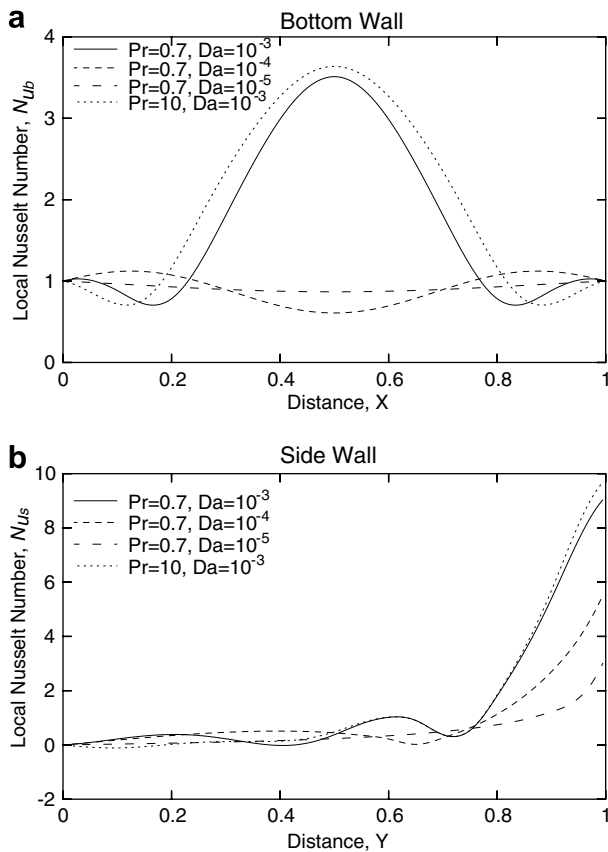 a
Bottom Wall
4
3
2
1
0
Local Nusselt Number, Nub
Pr=0.7, Da=10-3
Pr=0.7, Da=10-4
Pr=0.7, Da=10-5
Pr=10, Da=10-3
0 0.2 0.4 0.6 0.8 1
Distance, X
b
Side Wall
10
8
6
4
2
0
-2
Local Nusselt Number, Nus
Pr=0.7, Da=10-3
Pr=0.7, Da=10-4
Pr=0.7, Da=10-5
Pr=10, Da=10-3
0 0.2 0.4 0.6 0.8 1
Distance, Y